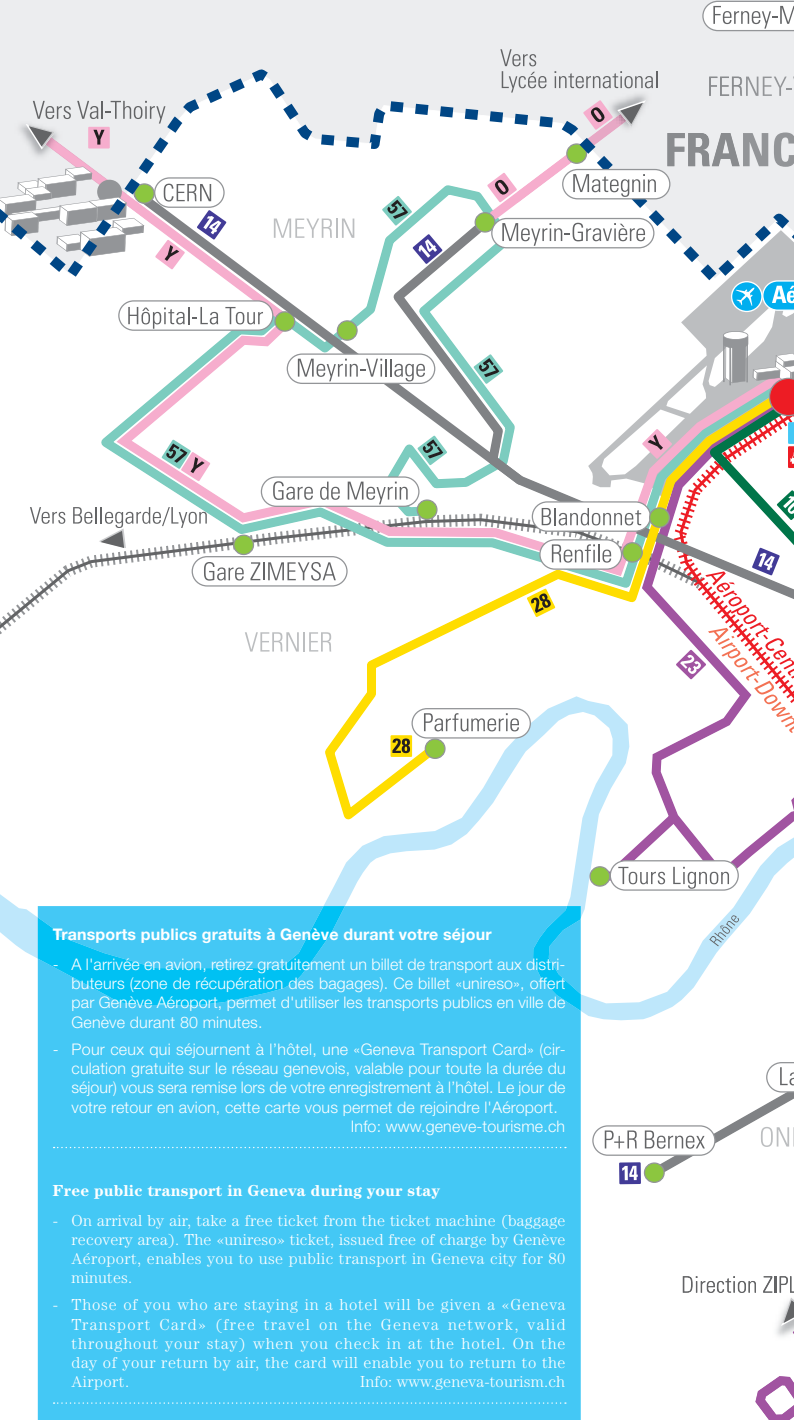 Ferney-
Vers
Lycée international
FERNEY-
Vers Val-Thoiry
Y
O
FRANC
Mategnin
CERN
O
57
14
MEYRIN
14
Meyrin-Gravière
Y
Aé
Hôpital-La Tour
Meyrin-Village
57
Y
57
57 Y
Gare de Meyrin
10
Vers Bellegarde/Lyon
Blandonnet
Renfile
14
Gare ZIMEYSA
28
Aéroport-Cent
Airport-Down
VERNIER
23
Parfumerie
28
Tours Lignon
Rhône
Transports publics gratuits à Genève durant votre séjour
- A l'arrivée en avion, retirez gratuitement un billet de transport aux distri-
buteurs (zone de récupération des bagages). Ce billet «unireso», offert
par Genève Aéroport, permet d'utiliser les transports publics en ville de
Genève durant 80 minutes.
- Pour ceux qui séjournent à l'hôtel, une «Geneva Transport Card» (cir-
culation gratuite sur le réseau genevois, valable pour toute la durée du
séjour) vous sera remise lors de votre enregistrement à l'hôtel. Le jour de
votre retour en avion, cette carte vous permet de rejoindre l'Aéroport.
Info: www.geneve-tourisme.ch
La
P+R Bernex
14
Free public transport in Geneva during your stay
- On arrival by air, take a free ticket from the ticket machine (baggage
recovery area). The «unireso» ticket, issued free of charge by Genève
Aéroport, enables you to use public transport in Geneva city for 80
minutes.
- Those of you who are staying in a hotel will be given a «Geneva
Transport Card» (free travel on the Geneva network, valid
throughout your stay) when you check in at the hotel. On the
day of your return by air, the card will enable you to return to the
Airport. Info: www.geneva-tourism.ch
Direction ZIPL